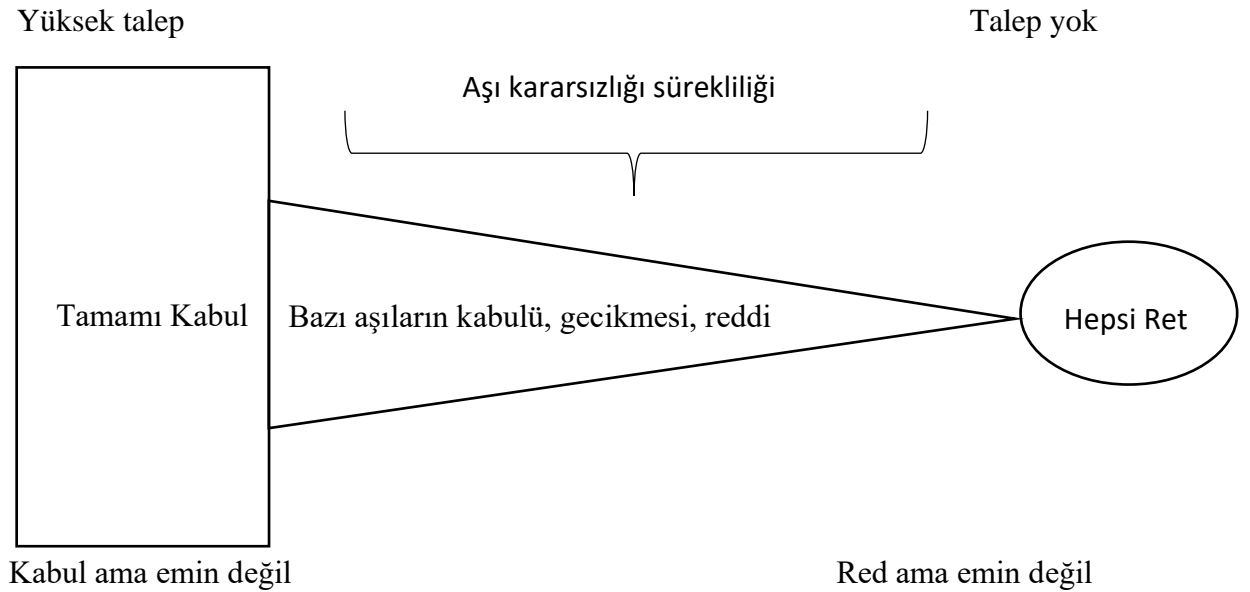 Yüksek talep
Talep yok
Aşı kararsızlığı sürekliliği
Tamamı Kabul
Bazı aşıların kabulü, gecikmesi, reddi
Hepsi Ret
Kabul ama emin değil
Red ama emin değil